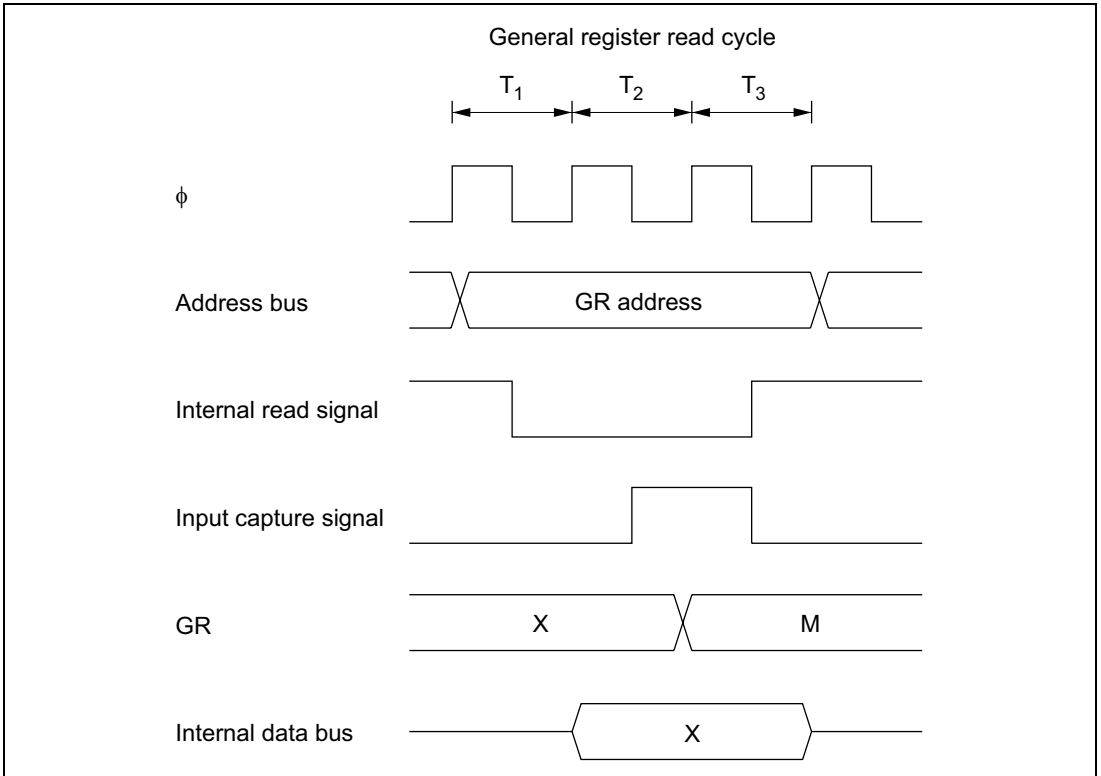 General register read cycle
T1 T2 T3
ϕ
Address bus GR address
Internal read signal
Input capture signal
GR X M
Internal data bus X